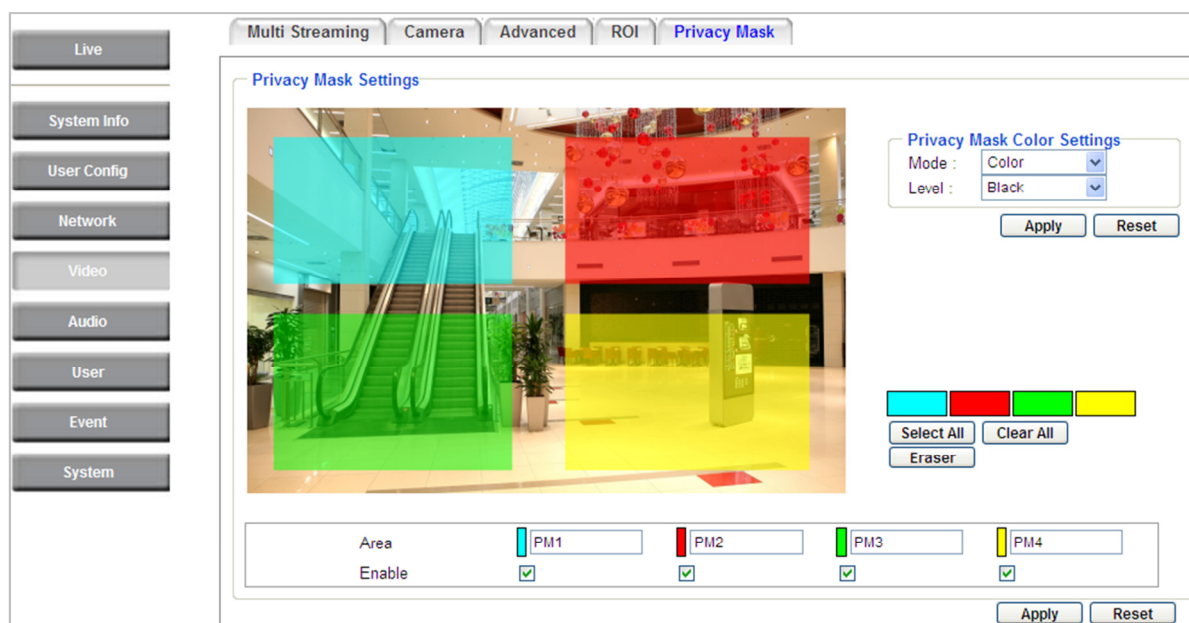 Live
System Info
User Config
Network
Video
Audio
User
Event
System
Multi Streaming Camera Advanced ROI Privacy Mask
Privacy Mask Settings
Privacy Mask Color Settings
Mode : Color
Level : Black
Apply Reset
Select All Clear All
Eraser
Area PM1 PM2 PM3 PM4
Enable
Apply Reset